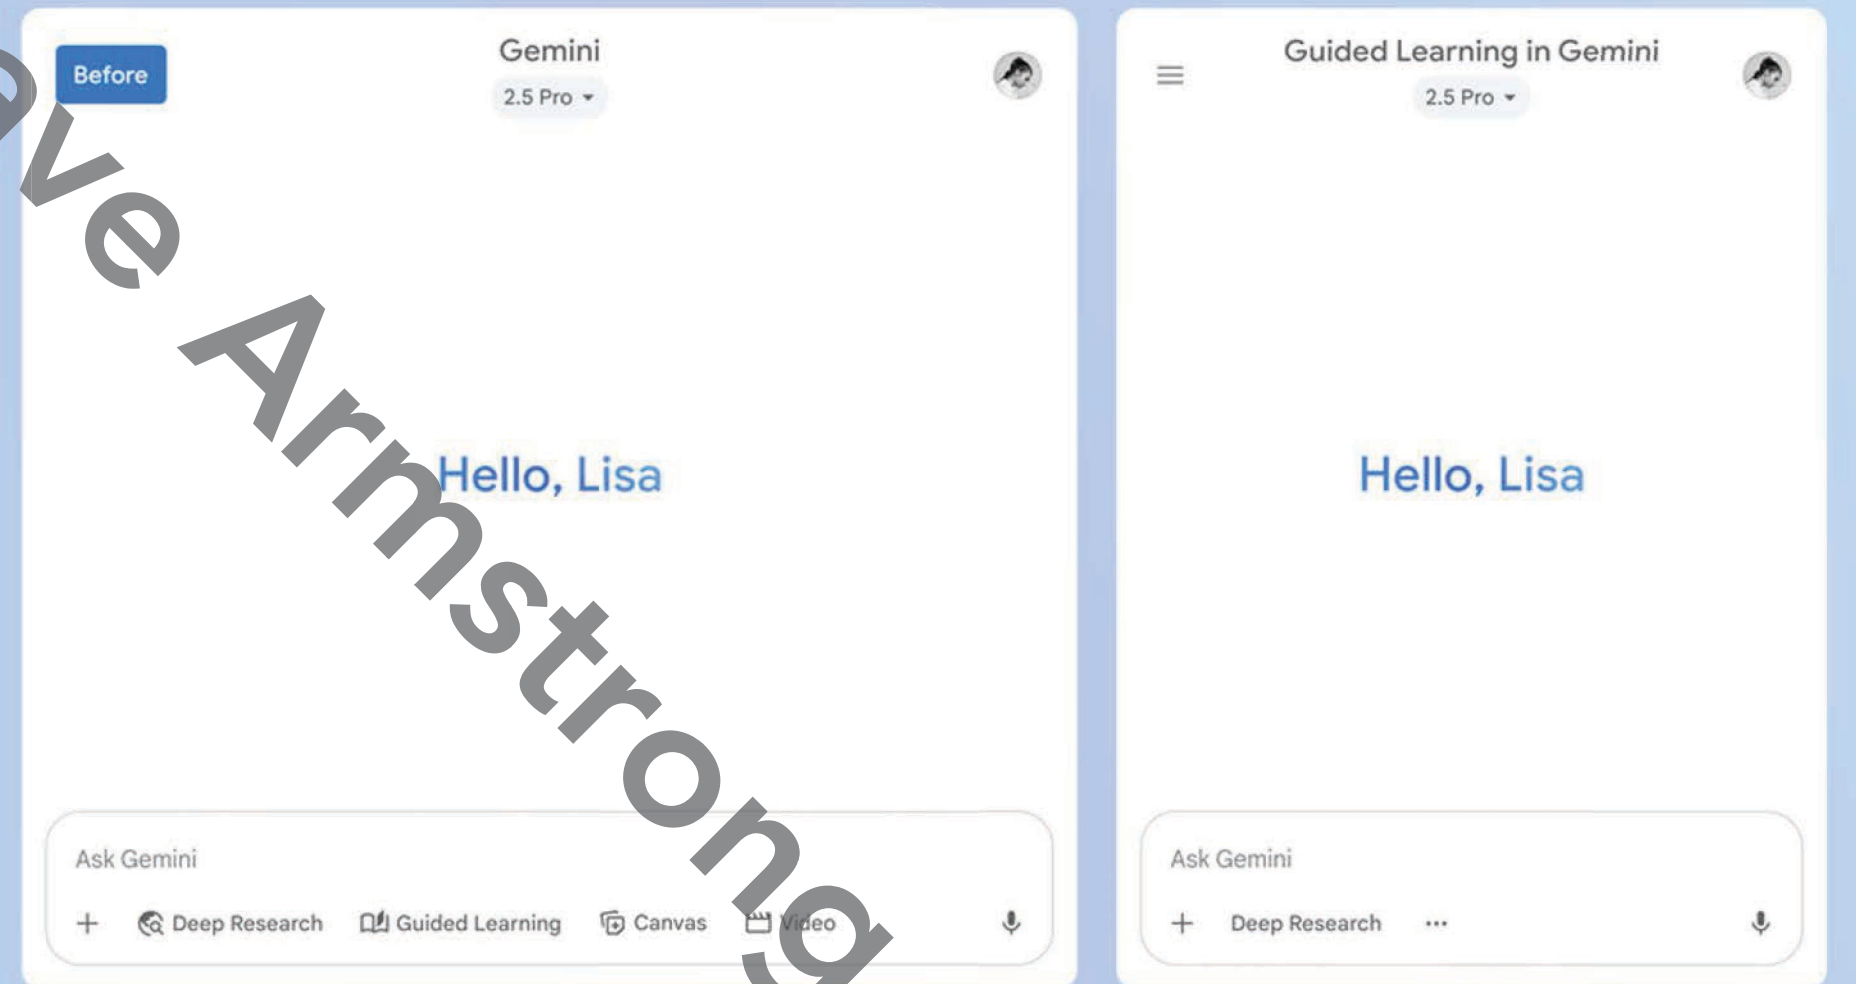 Before
Gemini
2.5 Pro
Hello, Lisa
Ask Gemini
Deep Research Guided Learning Canvas Video
Guided Learning in Gemini
2.5 Pro
Hello, Lisa
Ask Gemini
Deep Research ...
ave Armstrong